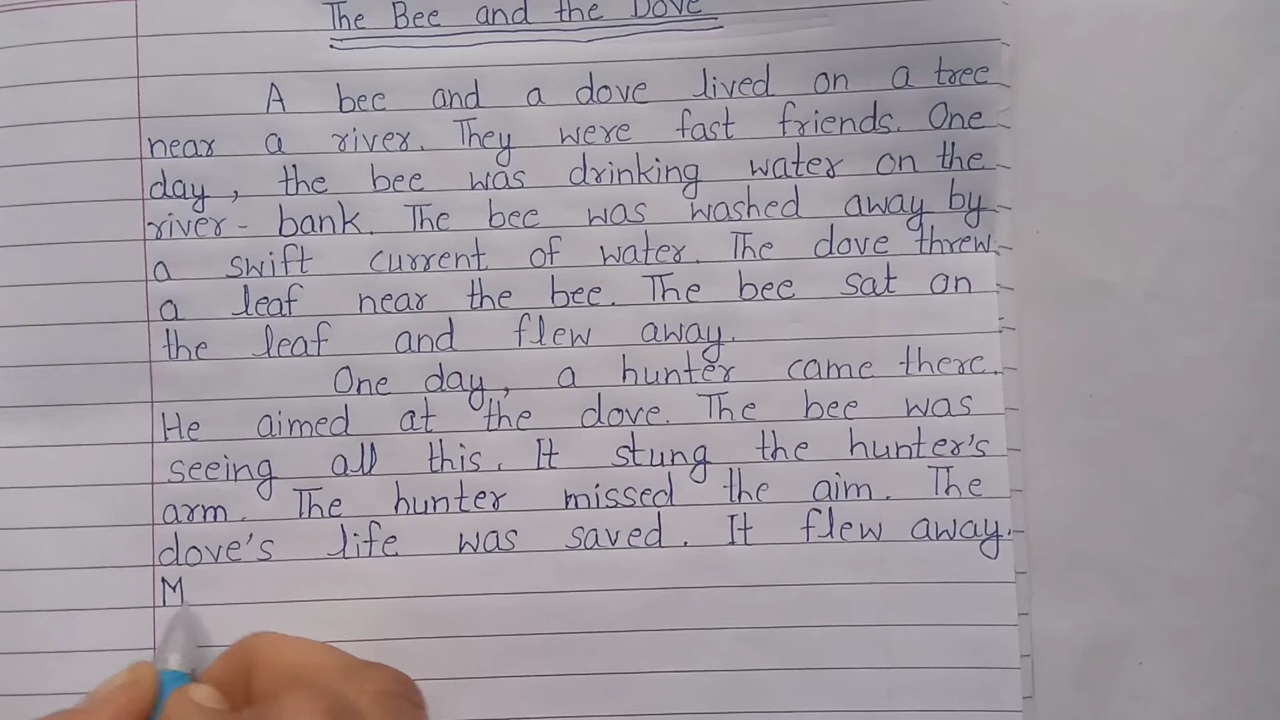 The Bee and the Dove
A bee and a dove lived on a tree
near a river. They were fast friends. One
day, the bee was drinking water on the
river-bank. The bee was washed away by
a swift current of water. The dove threw
a leaf near the bee. The bee sat on
the leaf and flew away.
One day, a hunter came there.
He aimed at the dove. The bee was
seeing all this. It stung the hunter's
arm. The hunter missed the aim. The
dove's life was saved. It flew away.
M